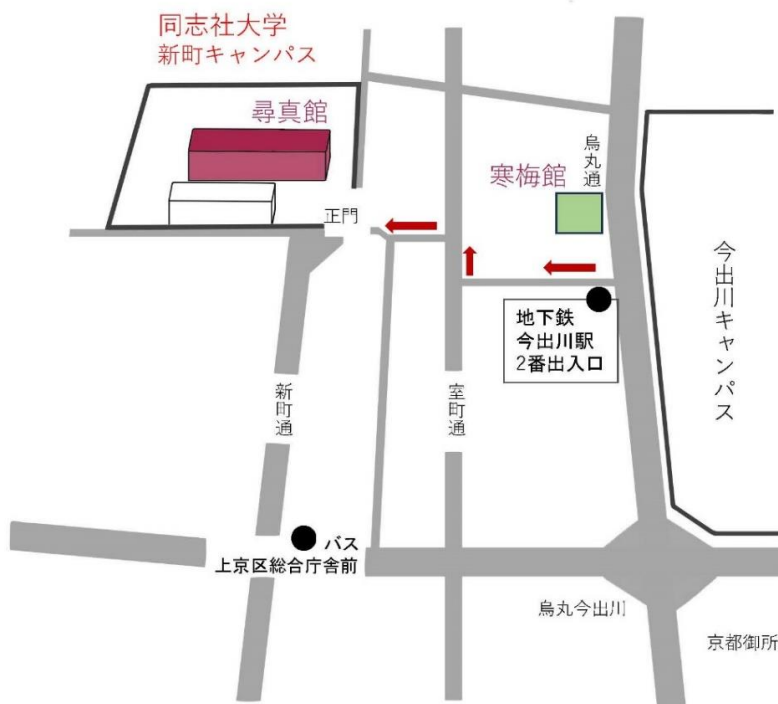 同志社大学
新町キャンパス
尋真館
烏丸通
寒梅館
正門
今出川キャンパス
地下鉄
今出川駅
2番出入口
新町通
室町通
バス
上京区総合庁舎前
烏丸今出川
京都御所